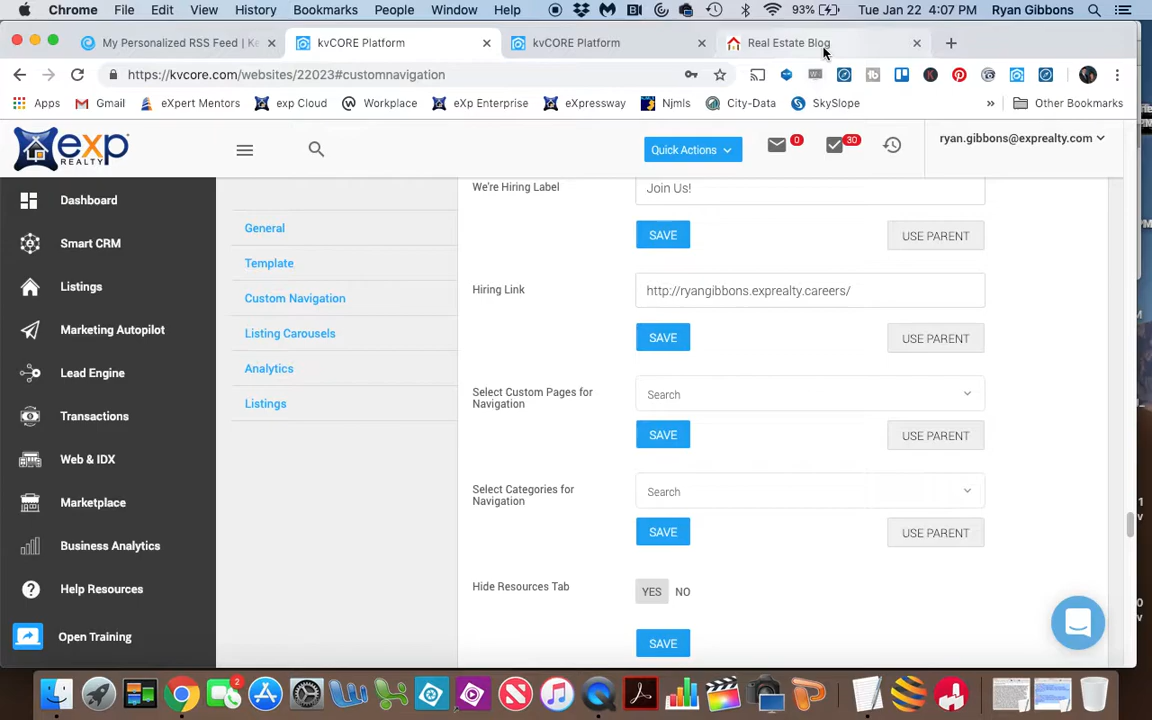 Chrome File Edit View History Bookmarks People Window Help 93% Tue Jan 22 4:07 PM Ryan Gibbons
My Personalized RSS Feed | Ke kvCORE Platform kvCORE Platform Real Estate Blog
https://kvcore.com/websites/22023#customnavigation
Apps Gmail eXpert Mentors exp Cloud Workplace eXp Enterprise eXpressway Njmls City-Data SkySlope » Other Bookmarks
exp REALTY
Quick Actions 0 30 ryan.gibbons@exprealty.com
Dashboard
Smart CRM
Listings
Marketing Autopilot
Lead Engine
Transactions
Web & IDX
Marketplace
Business Analytics
Help Resources
Open Training
General
Template
Custom Navigation
Listing Carousels
Analytics
Listings
We're Hiring Label Join Us!
SAVE USE PARENT
Hiring Link http://ryangibbons.exprealty.careers/
SAVE USE PARENT
Select Custom Pages for
Navigation
Search
SAVE USE PARENT
Select Categories for
Navigation
Search
SAVE USE PARENT
Hide Resources Tab YES NO
SAVE
2